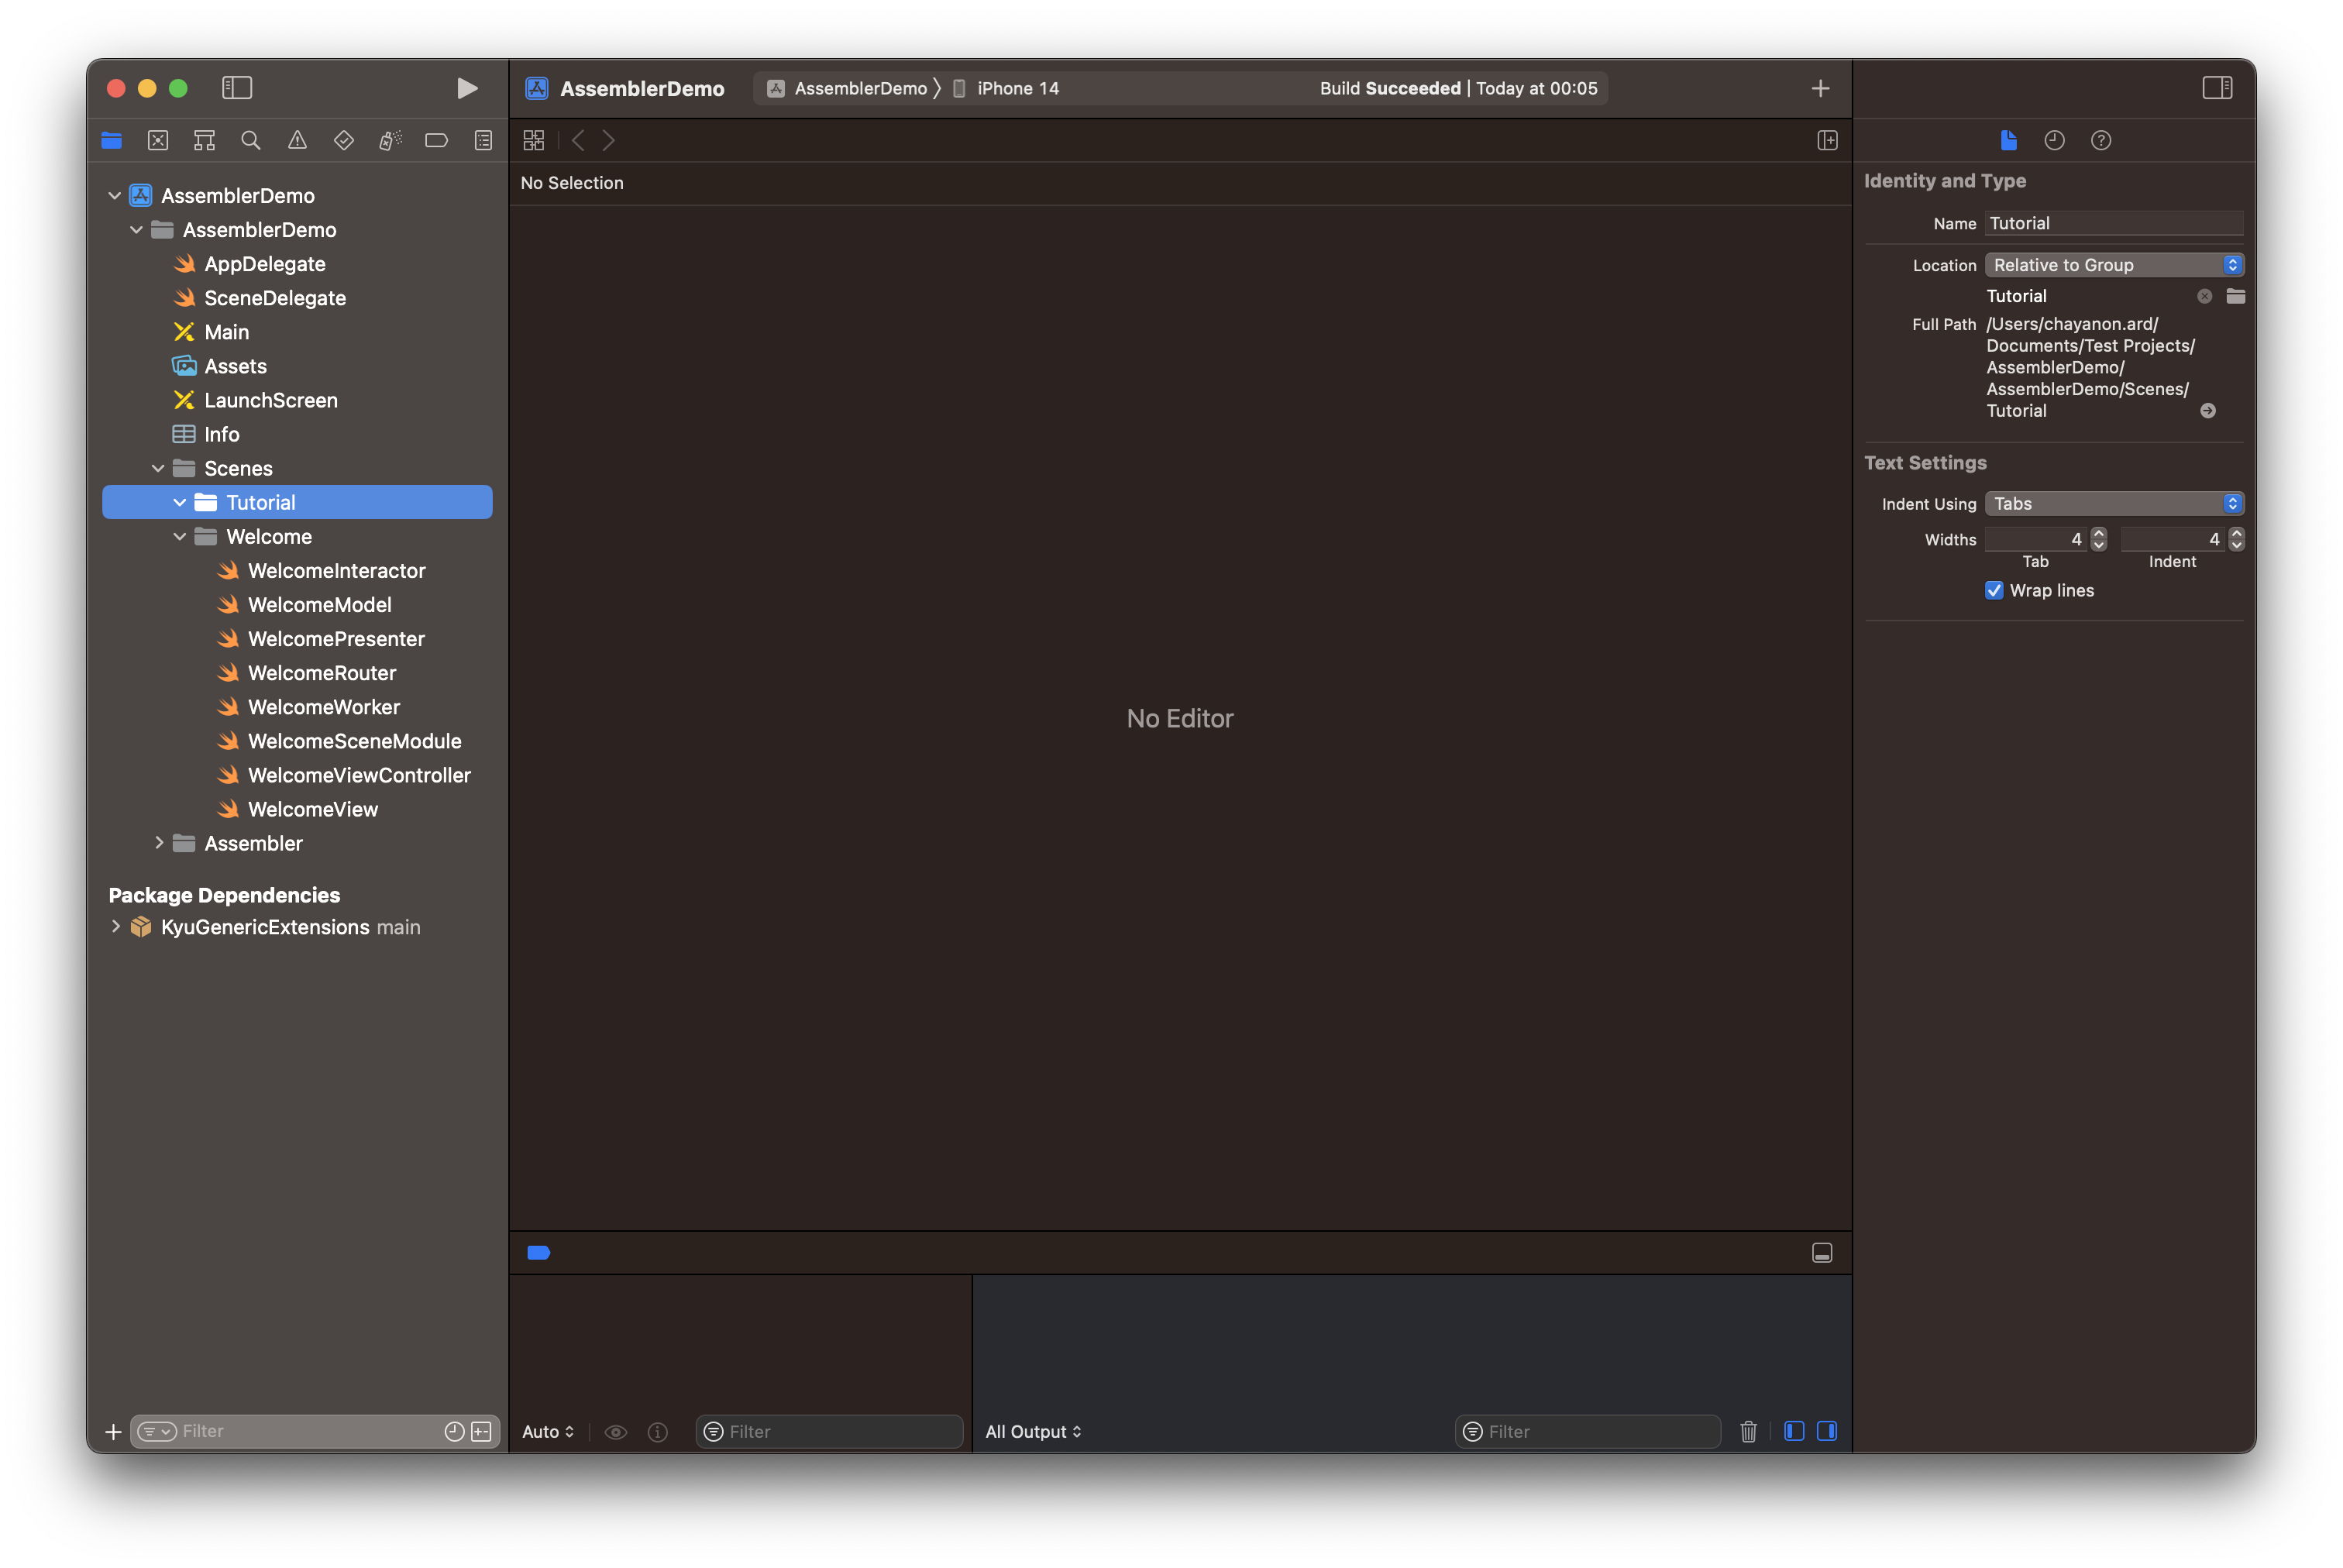 AssemblerDemo
AssemblerDemo
iPhone 14
Build Succeeded | Today at 00:05
AssemblerDemo
AssemblerDemo
AppDelegate
SceneDelegate
Main
Assets
LaunchScreen
Info
Scenes
Tutorial
Welcome
WelcomeInteractor
WelcomeModel
WelcomePresenter
WelcomeRouter
WelcomeWorker
WelcomeSceneModule
WelcomeViewController
WelcomeView
Assembler
Package Dependencies
KyuGenericExtensions main
Filter
No Selection
No Editor
Auto
Filter
All Output
Filter
Identity and Type
Name Tutorial
Location Relative to Group
Tutorial
Full Path /Users/chayanon.ard/
Documents/Test Projects/
AssemblerDemo/
AssemblerDemo/Scenes/
Tutorial
Text Settings
Indent Using Tabs
Widths 4 4
Tab Indent
Wrap lines